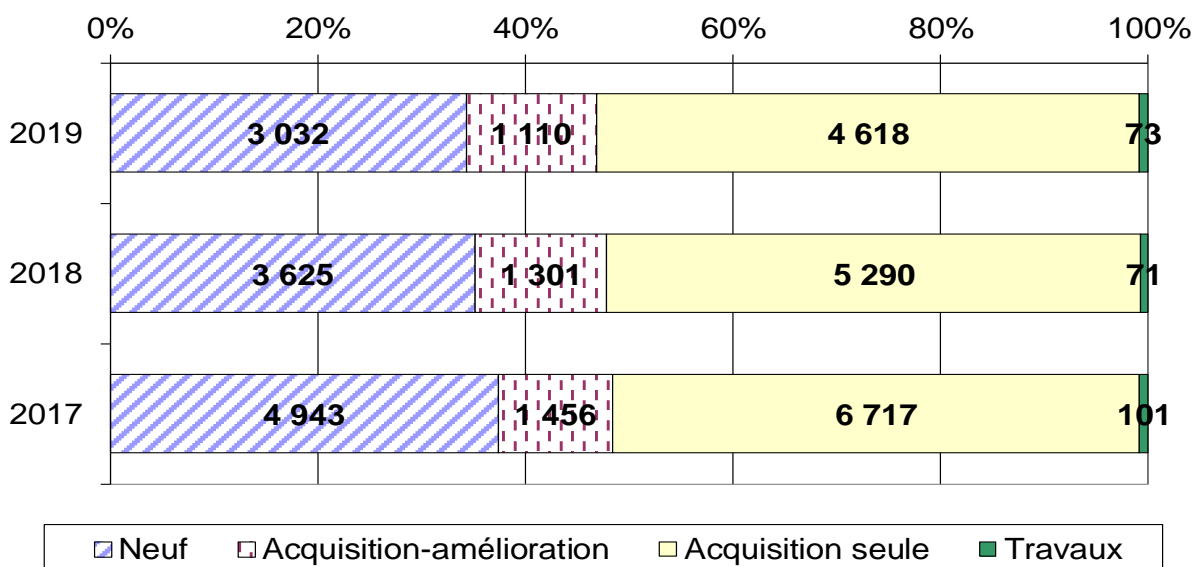 0% 20% 40% 60% 80% 100%
2019 3 032 1 110 4 618 73
2018 3 625 1 301 5 290 71
2017 4 943 1 456 6 717 101
Neuf Acquisition-amélioration Acquisition seule Travaux